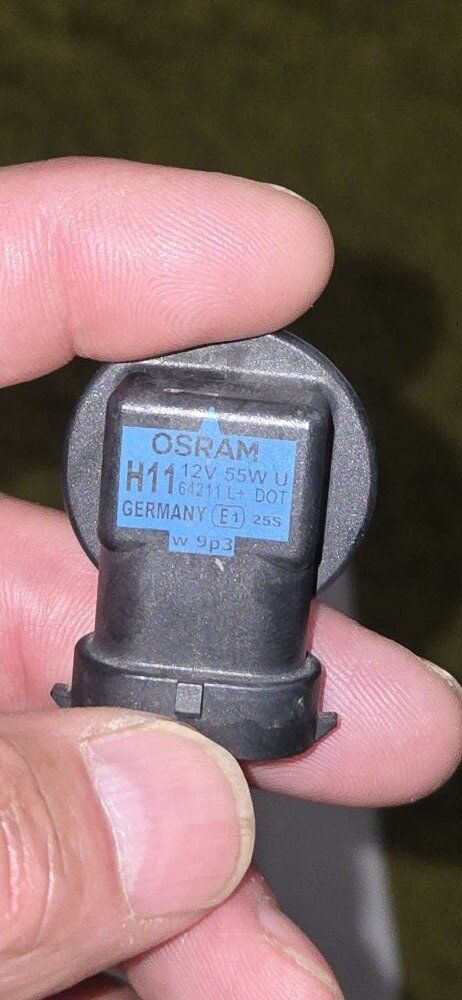 OSRAM
H11 12V 55W U
64211 L+ DOT
GERMANY E1 25S
w 9p3